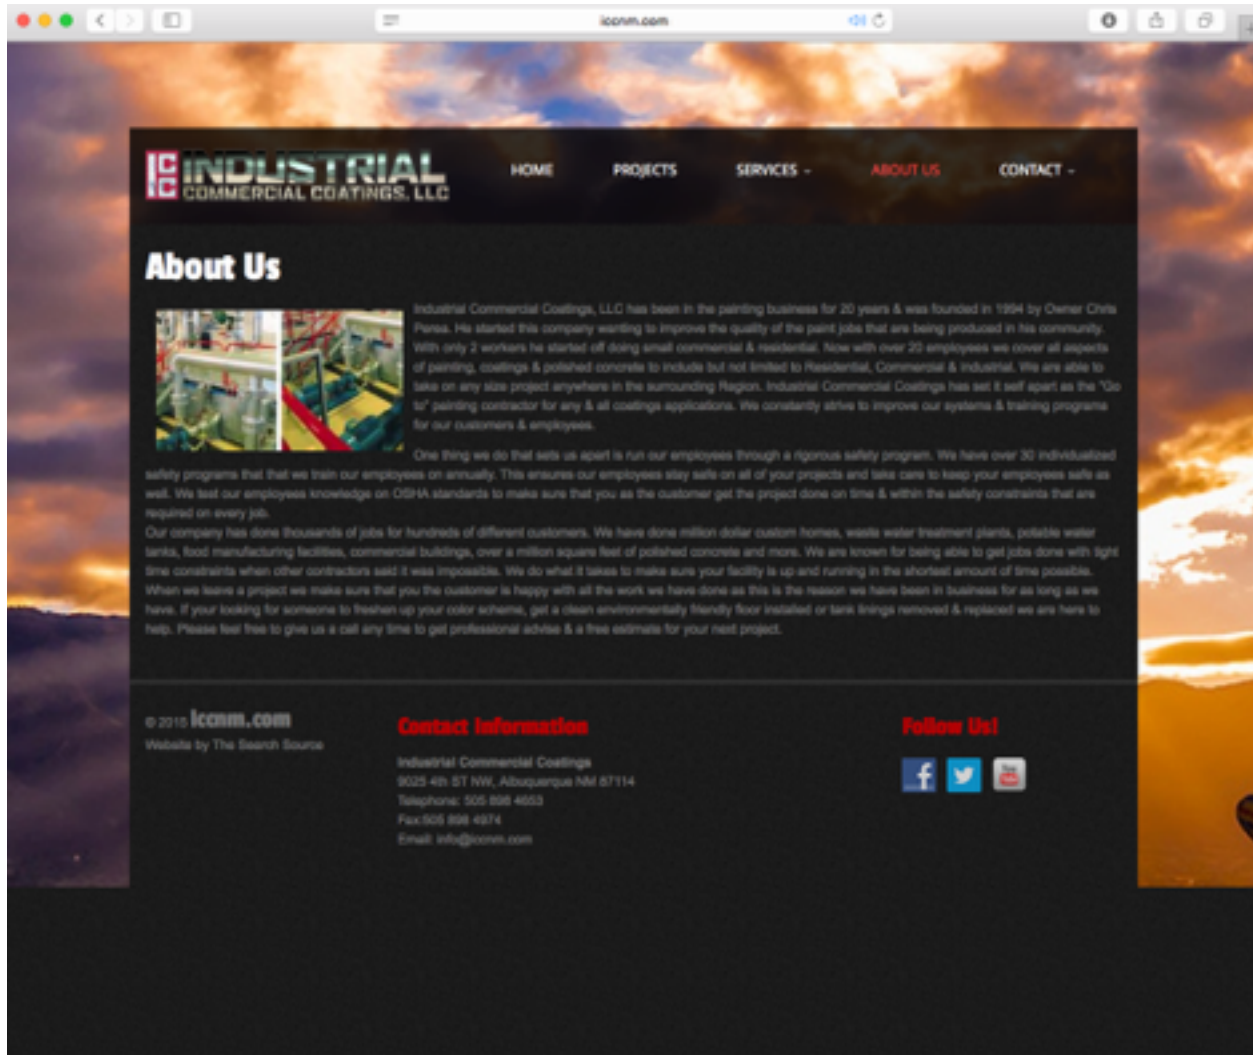 iccnm.com
IC
C
INDUSTRIAL
COMMERCIAL COATINGS, LLC
HOME PROJECTS SERVICES ABOUT US CONTACT
About Us
Industrial Commercial Coatings, LLC has been in the painting business for 20 years & was founded in 1994 by Owner Chris
Perea. He started this company wanting to improve the quality of the paint jobs that are being produced in his community.
With only 2 workers he started off doing small commercial & residential. Now with over 20 employees we cover all aspects
of painting, coatings & polished concrete to include but not limited to Residential, Commercial & industrial. We are able to
take on any size project anywhere in the surrounding Region. Industrial Commercial Coatings has set it self apart as the "Go
to" painting contractor for any & all coatings applications. We constantly strive to improve our systems & training programs
for our customers & employees.
One thing we do that sets us apart is run our employees through a rigorous safety program. We have over 30 individualized
safety programs that that we train our employees on annually. This ensures our employees stay safe on all of your projects and take care to keep your employees safe as
well. We test our employees knowledge on OSHA standards to make sure that you as the customer get the project done on time & within the safety constraints that are
required on every job.
Our company has done thousands of jobs for hundreds of different customers. We have done million dollar custom homes, waste water treatment plants, potable water
tanks, food manufacturing facilities, commercial buildings, over a million square feet of polished concrete and more. We are known for being able to get jobs done with tight
time constraints when other contractors said it was impossible. We do what it takes to make sure your facility is up and running in the shortest amount of time possible.
When we leave a project we make sure that you the customer is happy with all the work we have done as this is the reason we have been in business for as long as we
have. If your looking for someone to freshen up your color scheme, get a clean environmentally friendly floor installed or tank linings removed & replaced we are here to
help. Please feel free to give us a call any time to get professional advise & a free estimate for your next project.
© 2015 iccnm.com
Website by The Search Source
Contact Information
Industrial Commercial Coatings
9025 4th ST NW, Albuquerque NM 87114
Telephone: 505 898 4653
Fax:505 898 4974
Email: info@iccnm.com
Follow Us!
You